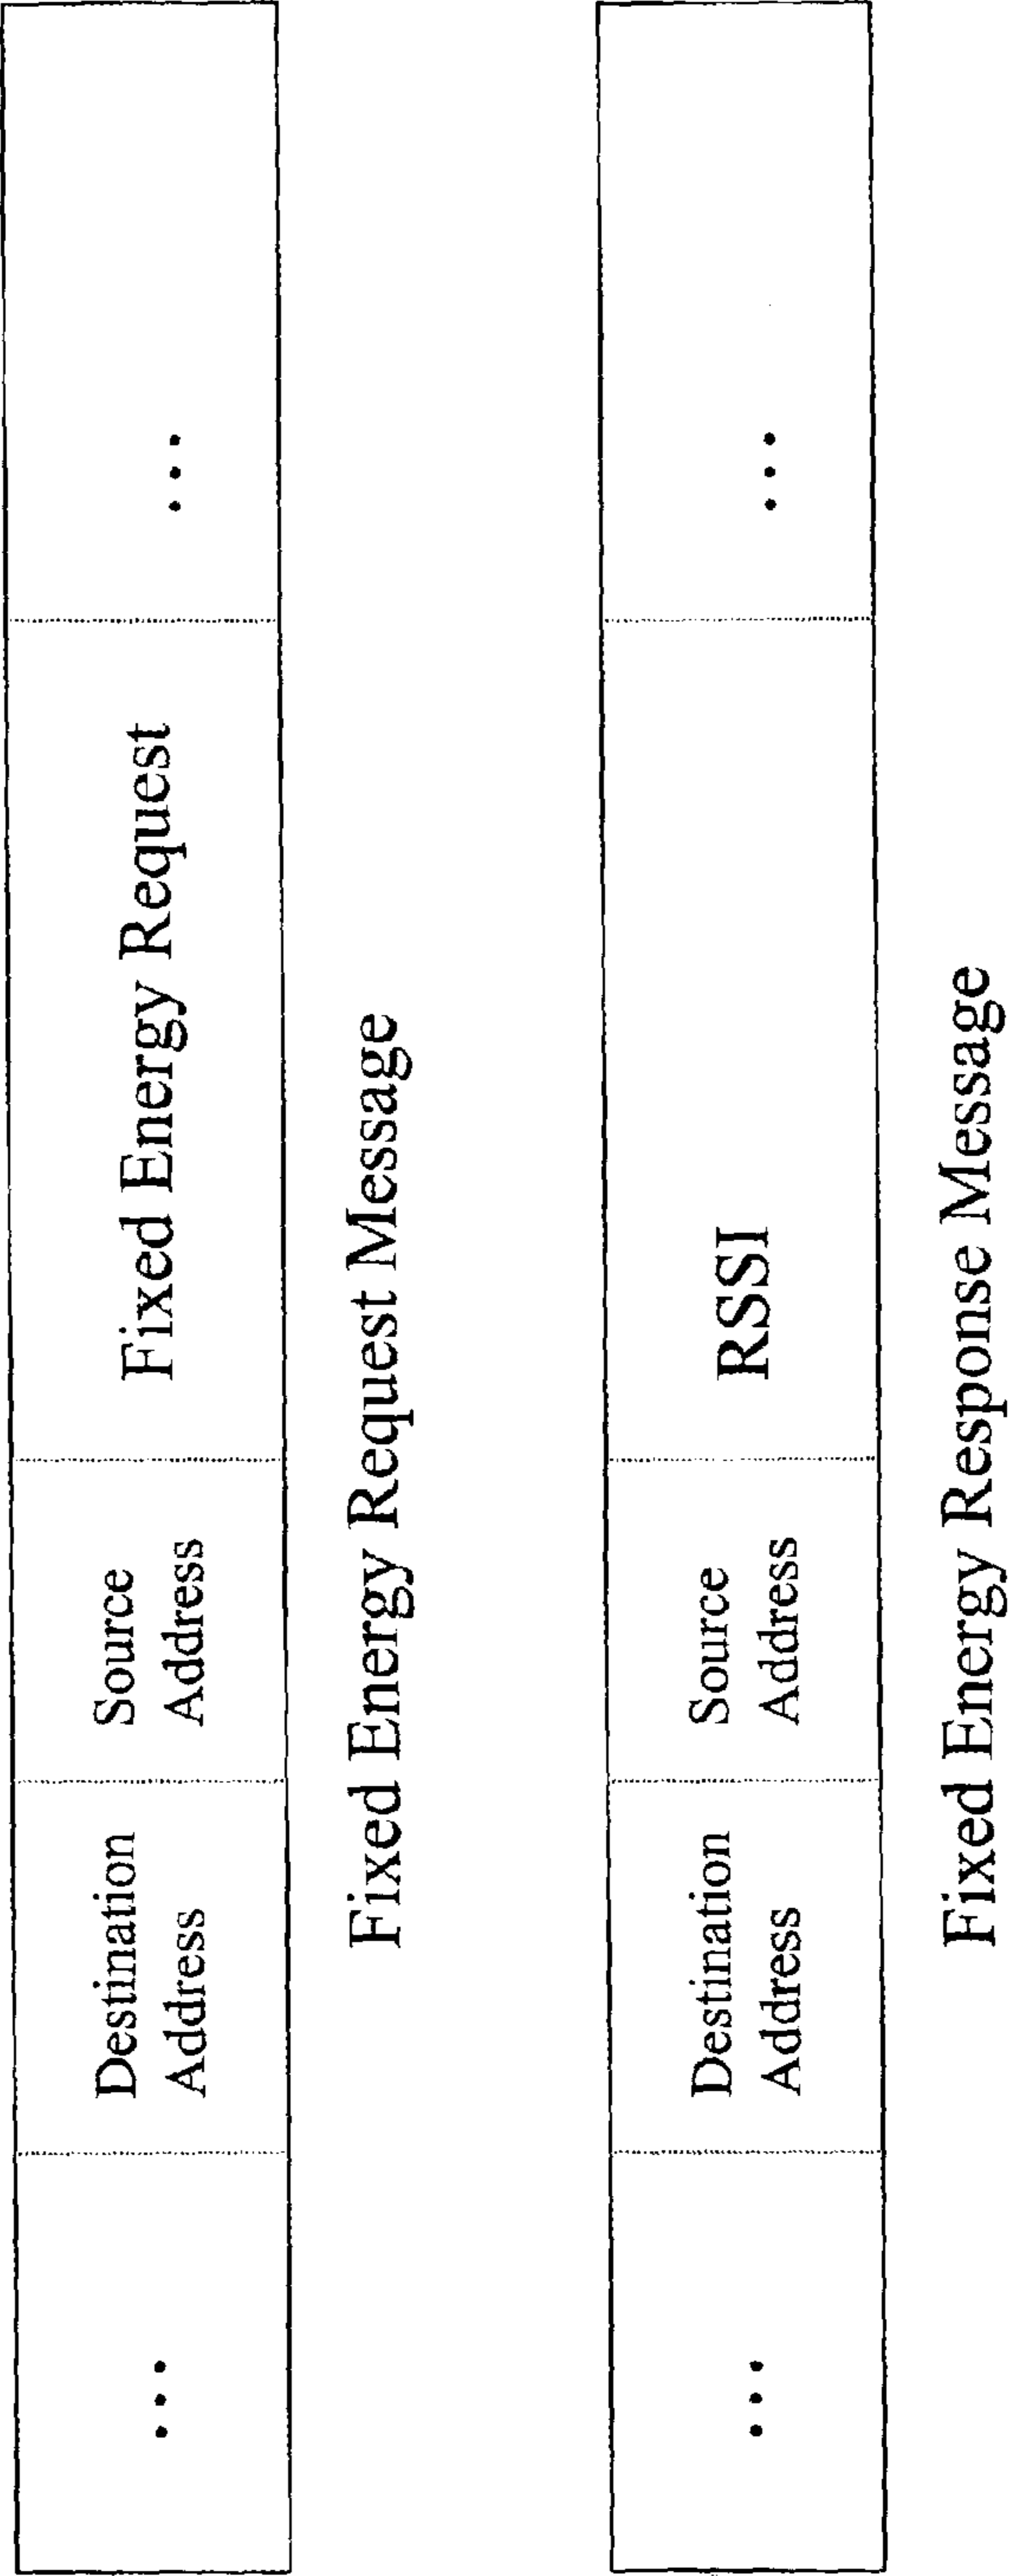 ...
Destination
Address
Source
Address
Fixed Energy Request
...
Fixed Energy Request Message
...
Destination
Address
Source
Address
RSSI
...
Fixed Energy Response Message